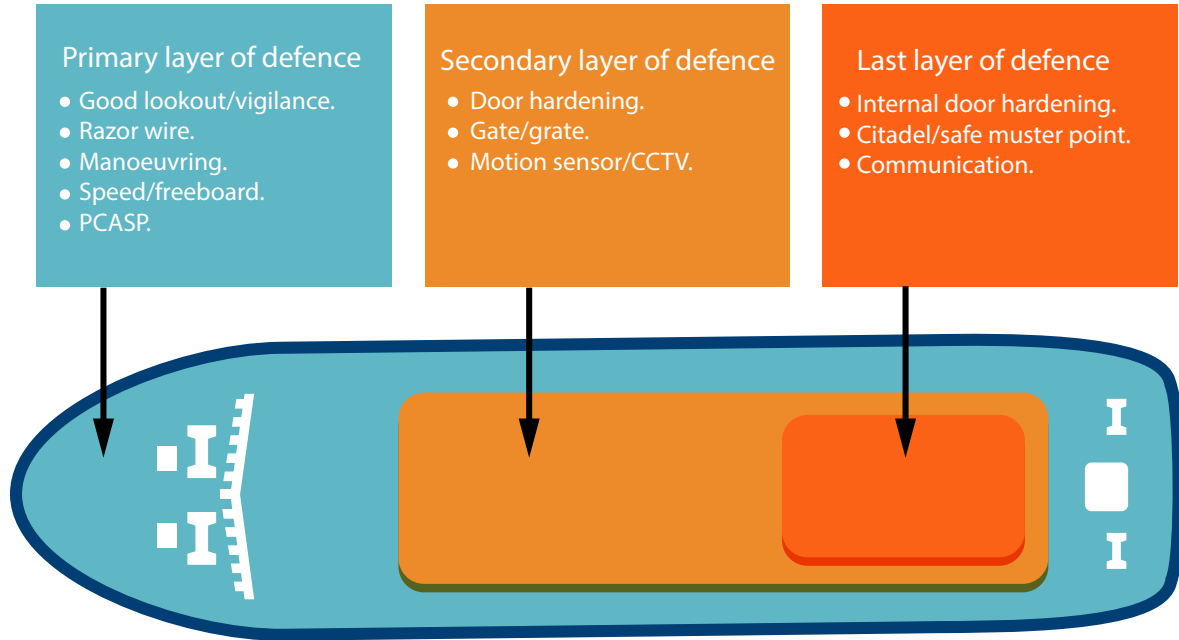 Primary layer of defence
• Good lookout/vigilance.
• Razor wire.
• Manoeuvring.
• Speed/freeboard.
• PCASP.
Secondary layer of defence
• Door hardening.
• Gate/grate.
• Motion sensor/CCTV.
Last layer of defence
• Internal door hardening.
• Citadel/safe muster point.
• Communication.